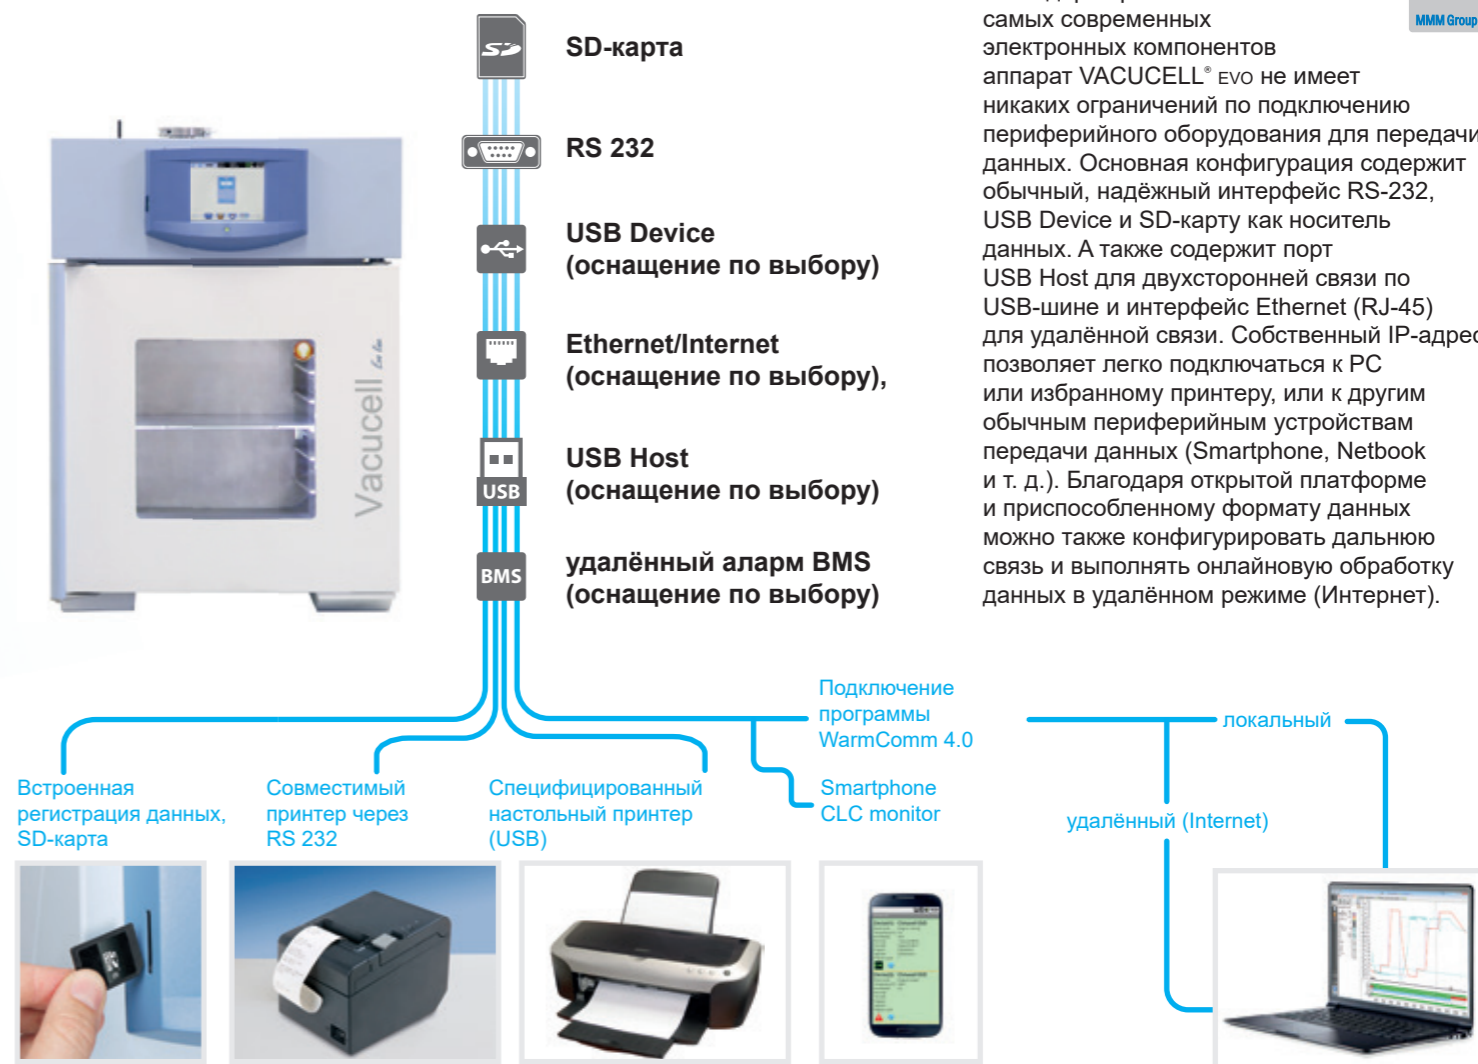 SD-карта
RS 232
USB Device
(оснащение по выбору)
Ethernet/Internet
(оснащение по выбору),
USB Host
(оснащение по выбору)
USB
удалённый аларм BMS
(оснащение по выбору)
BMS
Vacucell
MMM Group
самых современных
электронных компонентов
аппарат VACUCELL® EVO не имеет
никаких ограничений по подключению
периферийного оборудования для передачи
данных. Основная конфигурация содержит
обычный, надёжный интерфейс RS-232,
USB Device и SD-карту как носитель
данных. А также содержит порт
USB Host для двухсторонней связи по
USB-шине и интерфейс Ethernet (RJ-45)
для удалённой связи. Собственный IP-адрес
позволяет легко подключаться к PC
или избранному принтеру, или к другим
обычным периферийным устройствам
передачи данных (Smartphone, Netbook
и т. д.). Благодаря открытой платформе
и приспособленному формату данных
можно также конфигурировать дальнюю
связь и выполнять онлайновую обработку
данных в удалённом режиме (Интернет).
Подключение
программы
WarmComm 4.0
локальный
Встроенная
регистрация данных,
SD-карта
Совместимый
принтер через
RS 232
Специфицированный
настольный принтер
(USB)
Smartphone
CLC monitor
удалённый (Internet)